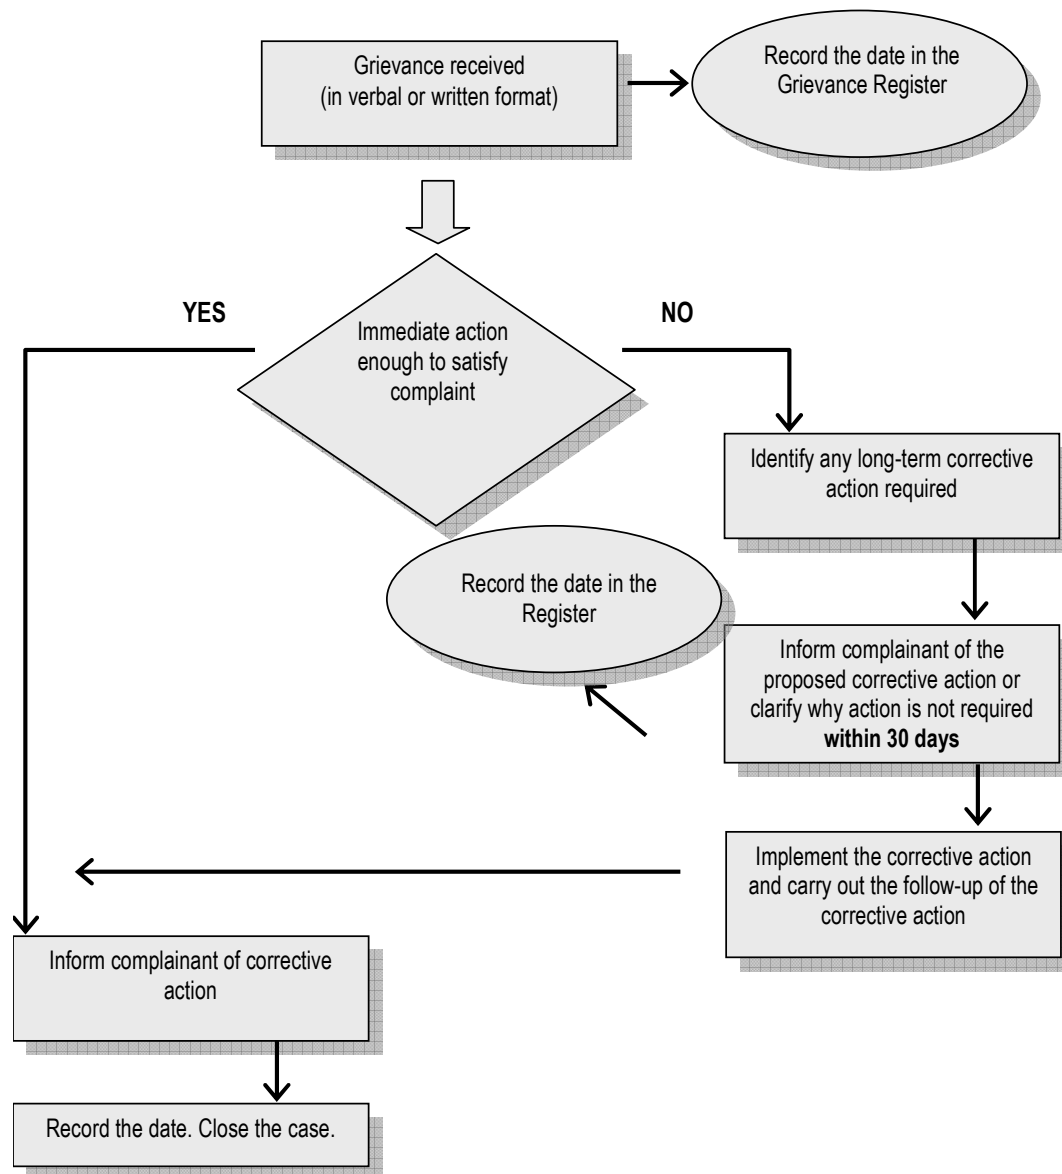 Grievance received
(in verbal or written format)
Record the date in the
Grievance Register
YES
NO
Immediate action
enough to satisfy
complaint
Identify any long-term corrective
action required
Record the date in the
Register
Inform complainant of the
proposed corrective action or
clarify why action is not required
within 30 days
Implement the corrective action
and carry out the follow-up of the
corrective action
Inform complainant of corrective
action
Record the date. Close the case.